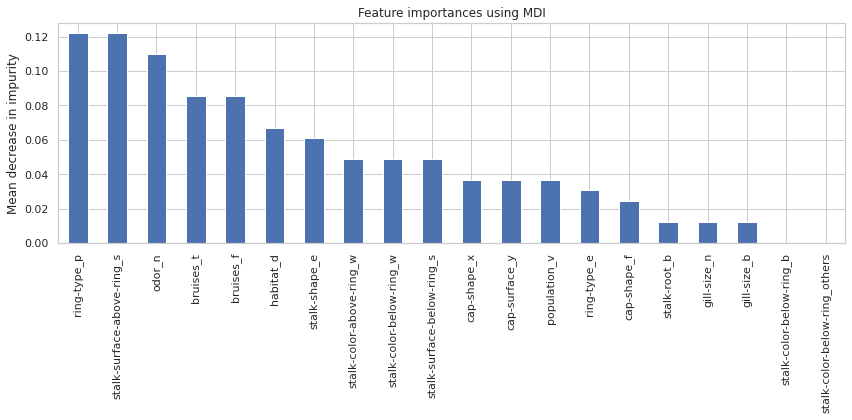 Feature importances using MDI
Mean decrease in impurity
0.12
0.10
0.08
0.06
0.04
0.02
0.00
ring-type_p
stalk-surface-above-ring_s
odor_n
bruises_t
bruises_f
habitat_d
stalk-shape_e
stalk-color-above-ring_w
stalk-color-below-ring_w
stalk-surface-below-ring_s
cap-shape_x
cap-surface_y
population_v
ring-type_e
cap-shape_f
stalk-root_b
gill-size_n
gill-size_b
stalk-color-below-ring_b
stalk-color-below-ring_others